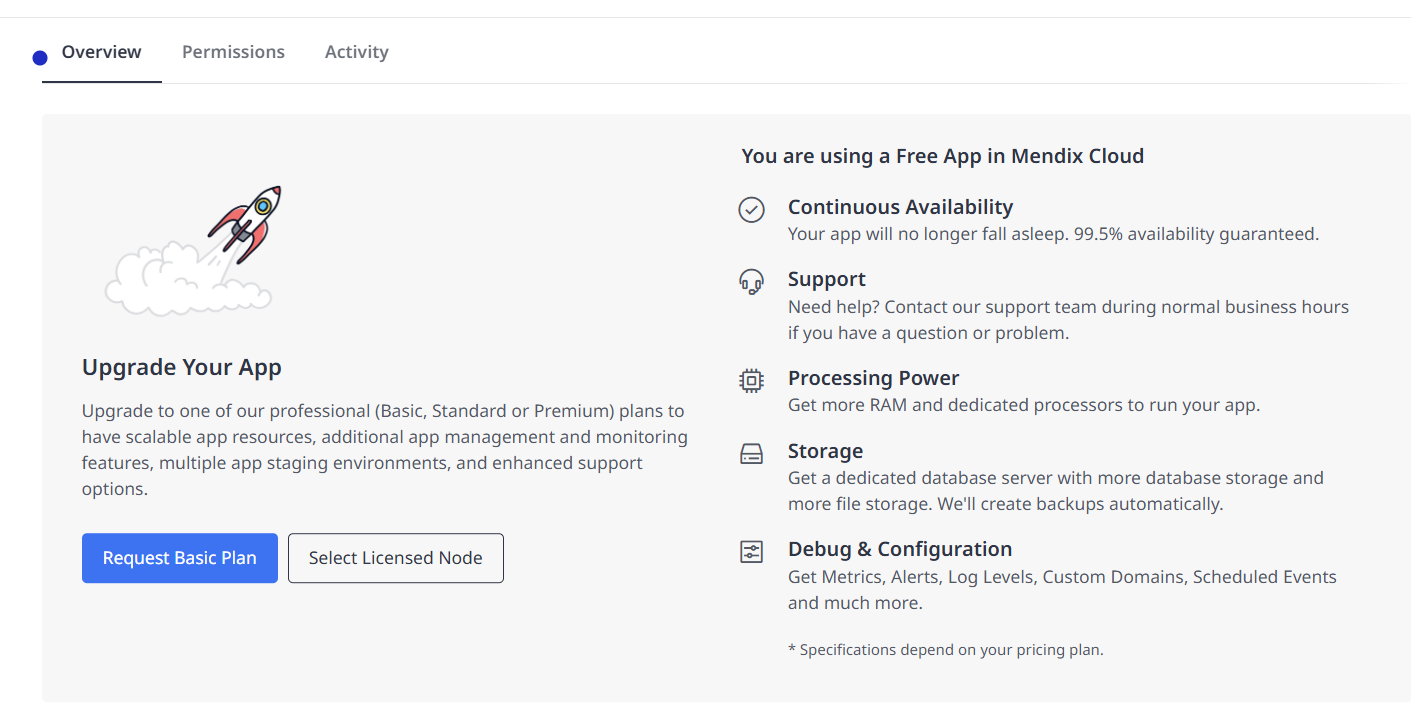 Overview Permissions Activity
Upgrade Your App
Upgrade to one of our professional (Basic, Standard or Premium) plans to
have scalable app resources, additional app management and monitoring
features, multiple app staging environments, and enhanced support
options.
Request Basic Plan Select Licensed Node
You are using a Free App in Mendix Cloud
Continuous Availability
Your app will no longer fall asleep. 99.5% availability guaranteed.
Support
Need help? Contact our support team during normal business hours
if you have a question or problem.
Processing Power
Get more RAM and dedicated processors to run your app.
Storage
Get a dedicated database server with more database storage and
more file storage. We'll create backups automatically.
Debug & Configuration
Get Metrics, Alerts, Log Levels, Custom Domains, Scheduled Events
and much more.
* Specifications depend on your pricing plan.